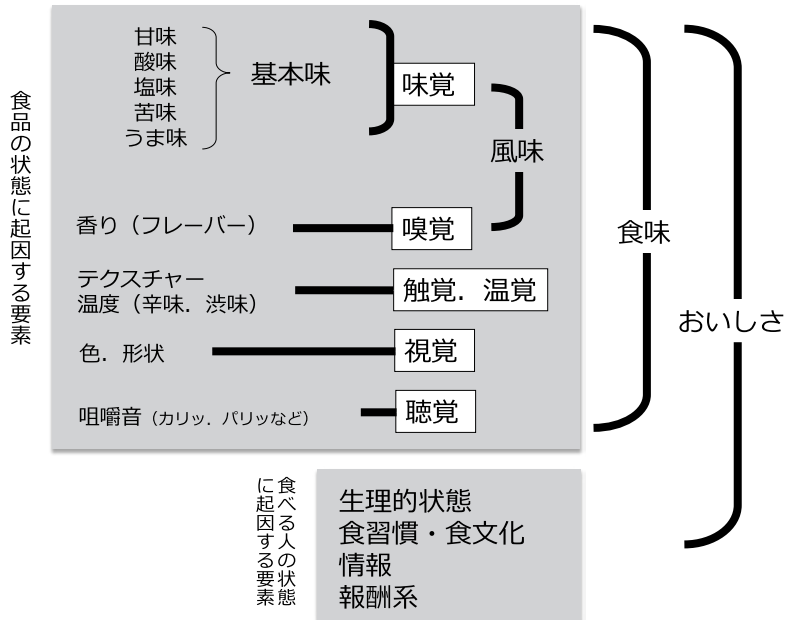 食品の状態に起因する要素
甘味
酸味
塩味
苦味
うま味
基本味
味覚
風味
香り（フレーバー）
嗅覚
テクスチャー
温度（辛味．渋味）
触覚．温覚
色．形状
視覚
咀嚼音（カリッ．パリッなど）
聴覚
食味
おいしさ
食べる人の状態
に起因する要素
生理的状態
食習慣・食文化
情報
報酬系